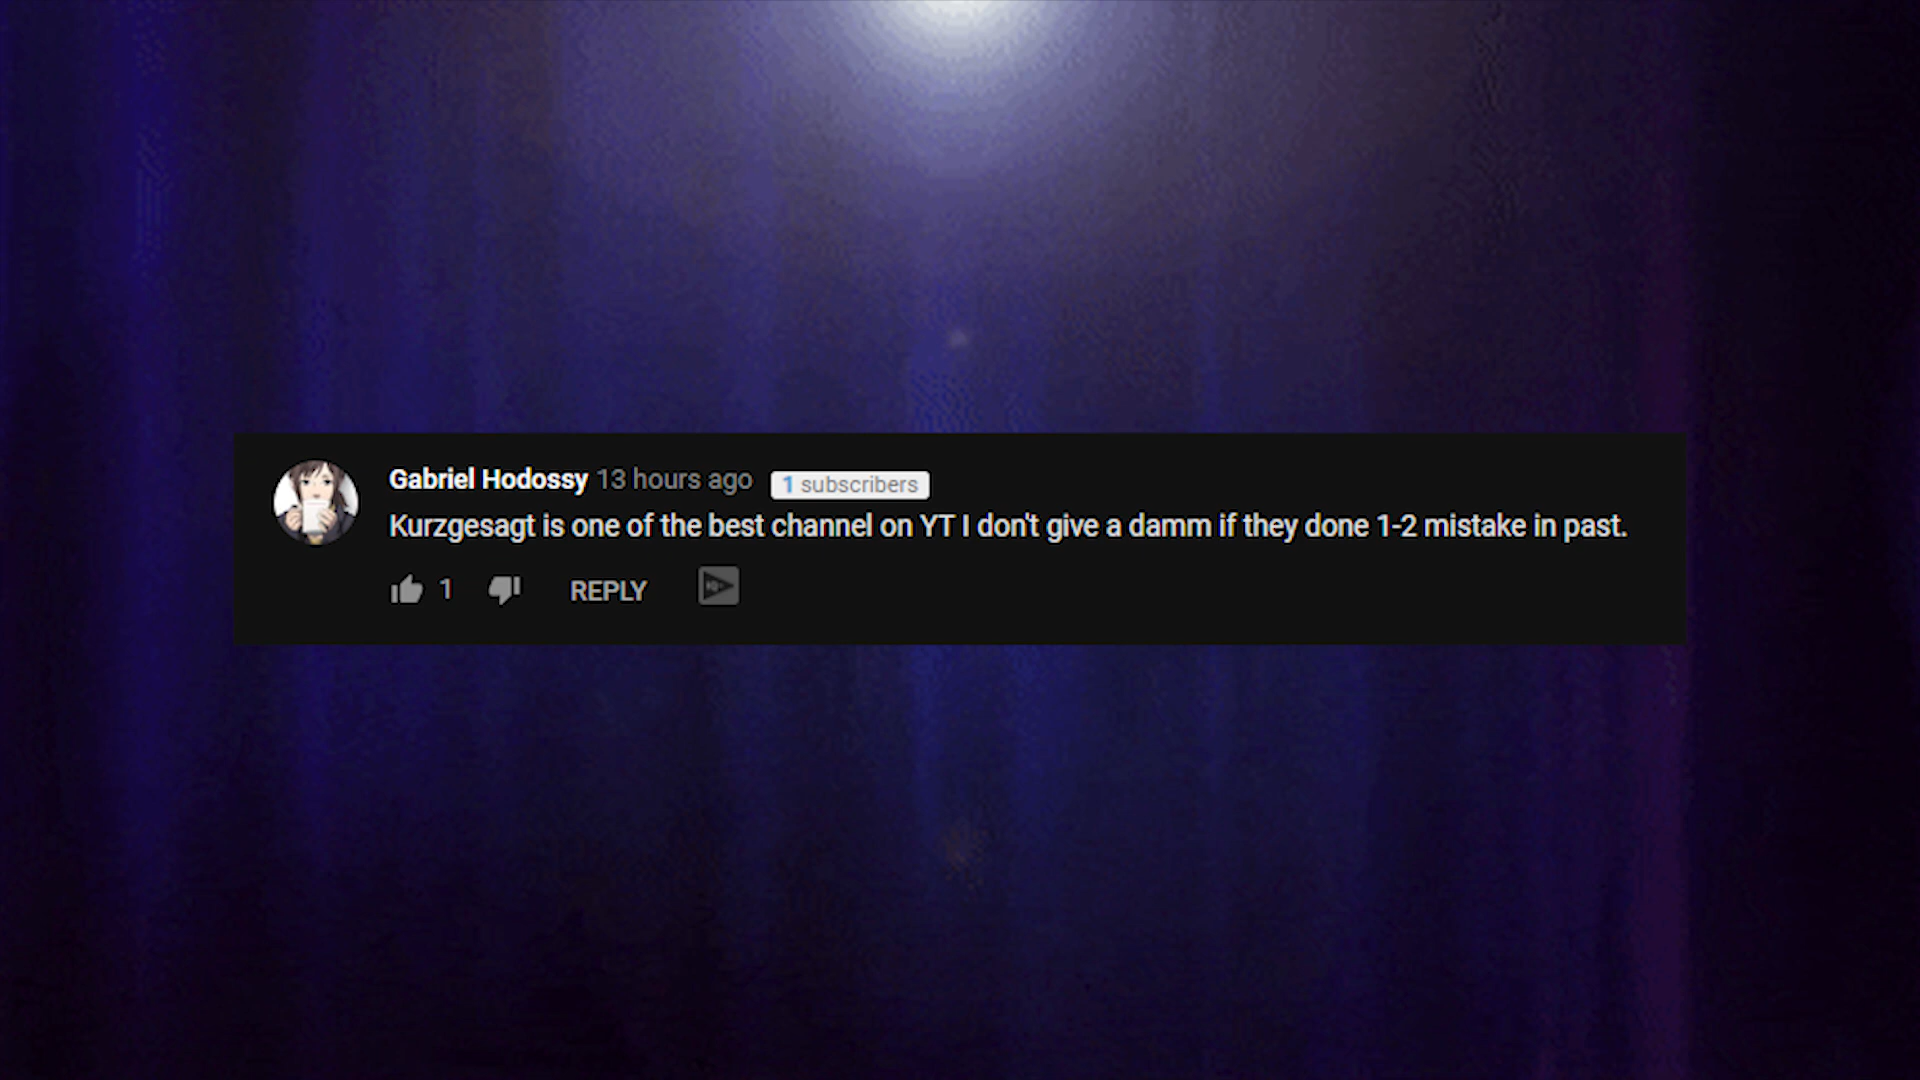 Gabriel Hodossy 13 hours ago 1 subscribers
Kurzgesagt is one of the best channel on YT I don't give a damm if they done 1-2 mistake in past.
1 REPLY